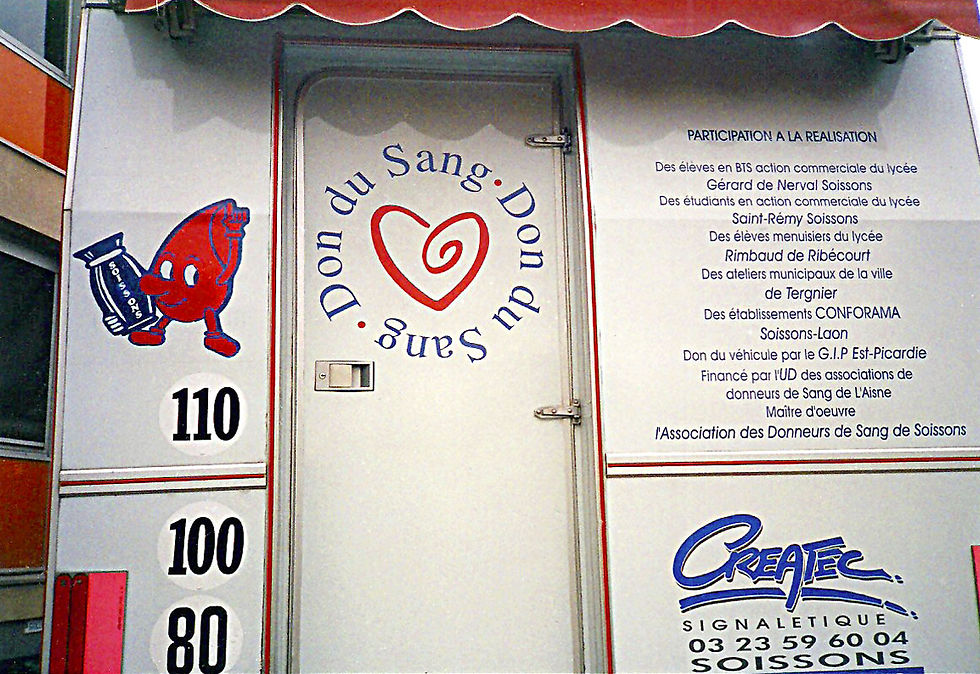 Don du Sang · Don du Sang ·
SOISSONS
110
100
80
PARTICIPATION A LA REALISATION
Des élèves en BTS action commerciale du lycée
Gérard de Nerval Soissons
Des étudiants en action commerciale du lycée
Saint-Rémy Soissons
Des élèves menuisiers du lycée
Rimbaud de Ribécourt
Des ateliers municipaux de la ville
de Tergnier
Des établissements CONFORAMA
Soissons-Laon
Don du véhicule par le G.I.P Est-Picardie
Financé par l'UD des associations de
donneurs de Sang de L'Aisne
Maître d'oeuvre
l'Association des Donneurs de Sang de Soissons
CREATEC
SIGNALETIQUE
03 23 59 60 04
SOISSONS